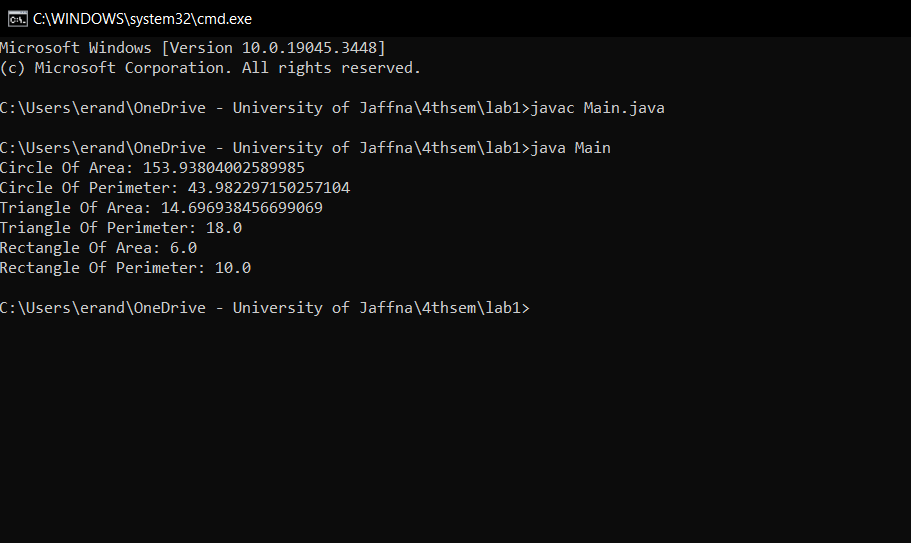 C:\WINDOWS\system32\cmd.exe
Microsoft Windows [Version 10.0.19045.3448]
(c) Microsoft Corporation. All rights reserved.
C:\Users\erand\OneDrive - University of Jaffna\4thsem\lab1>javac Main.java
C:\Users\erand\OneDrive - University of Jaffna\4thsem\lab1>java Main
Circle Of Area: 153.93804002589985
Circle Of Perimeter: 43.982297150257104
Triangle Of Area: 14.696938456699069
Triangle Of Perimeter: 18.0
Rectangle Of Area: 6.0
Rectangle Of Perimeter: 10.0
C:\Users\erand\OneDrive - University of Jaffna\4thsem\lab1>